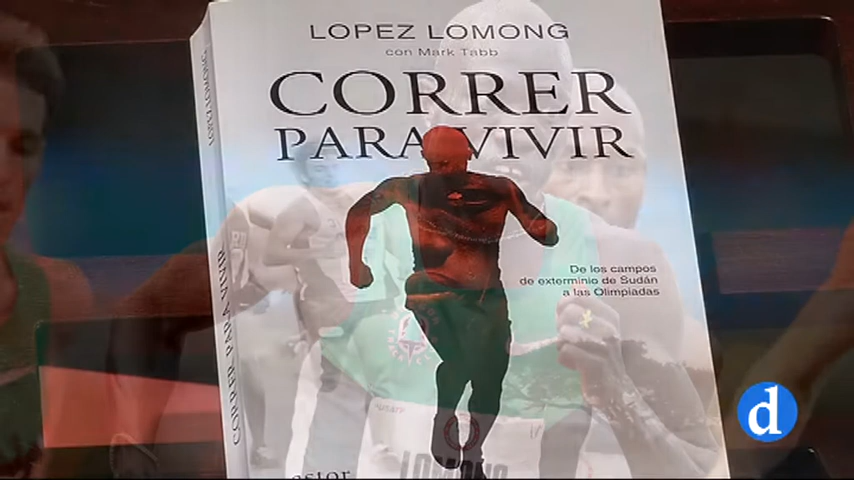 LOPEZ LOMONG
con Mark Tabb
CORRER
PARA VIVIR
De los campos
de exterminio de Sudán
a las Olimpiadas
LOPEZ LOMONG
CORRER PARA VIVIR
LOMONG
d